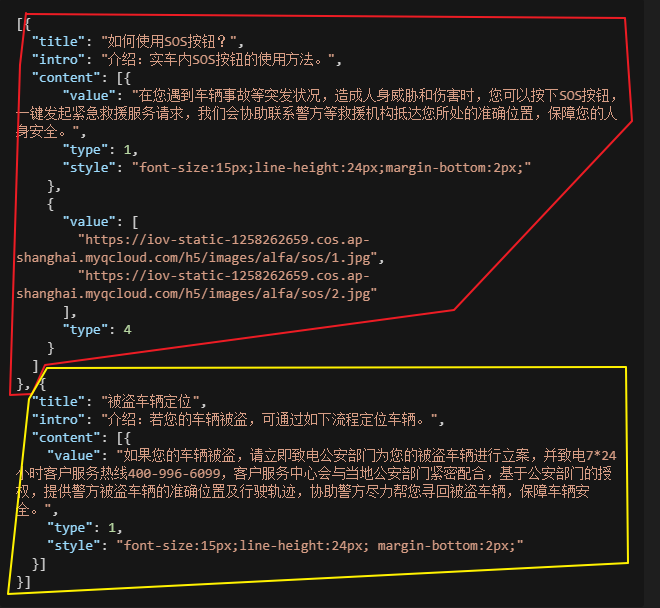 [{
"title": "如何使用SOS按钮？",
"intro": "介绍：实车内SOS按钮的使用方法。",
"content": [{
"value": "在您遇到车辆事故等突发状况，造成人身威胁和伤害时，您可以按下SOS按钮，
一键发起紧急救援服务请求，我们会协助联系警方等救援机构抵达您所处的准确位置，保障您的人
身安全。",
"type": 1,
"style": "font-size:15px;line-height:24px;margin-bottom:2px;"
},
{
"value": [
"https://iov-static-1258262659.cos.ap-
shanghai.myqcloud.com/h5/images/alfa/sos/1.jpg",
"https://iov-static-1258262659.cos.ap-
shanghai.myqcloud.com/h5/images/alfa/sos/2.jpg"
],
"type": 4
}
]
}, {
"title": "被盗车辆定位",
"intro": "介绍：若您的车辆被盗，可通过如下流程定位车辆。",
"content": [{
"value": "如果您的车辆被盗，请立即致电公安部门为您的被盗车辆进行立案，并致电7*24
小时客户服务热线400-996-6099，客户服务中心会与当地公安部门紧密配合，基于公安部门的授
权，提供警方被盗车辆的准确位置及行驶轨迹，协助警方尽力帮您寻回被盗车辆，保障车辆安
全。",
"type": 1,
"style": "font-size:15px;line-height:24px; margin-bottom:2px;"
}]
}]